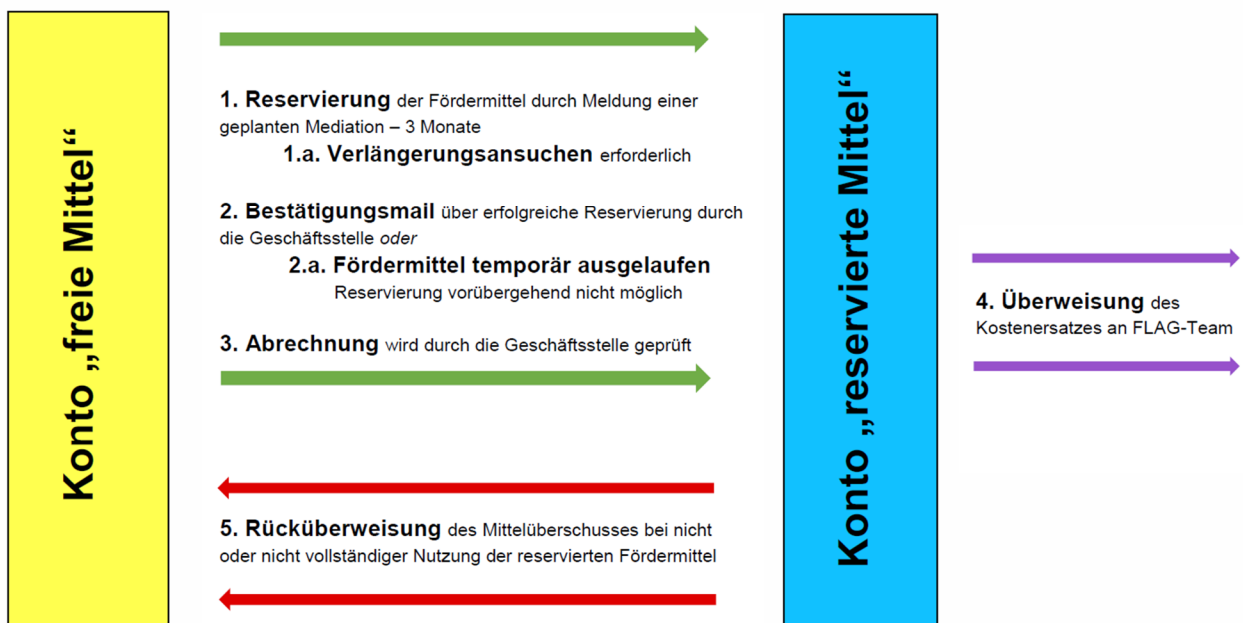 Konto „freie Mittel“
1. Reservierung der Fördermittel durch Meldung einer
geplanten Mediation – 3 Monate
1.a. Verlängerungsansuchen erforderlich
2. Bestätigungsmail über erfolgreiche Reservierung durch
die Geschäftsstelle oder
2.a. Fördermittel temporär ausgelaufen
Reservierung vorübergehend nicht möglich
3. Abrechnung wird durch die Geschäftsstelle geprüft
5. Rücküberweisung des Mittelüberschusses bei nicht
oder nicht vollständiger Nutzung der reservierten Fördermittel
Konto „reservierte Mittel“
4. Überweisung des
Kostenersatzes an FLAG-Team